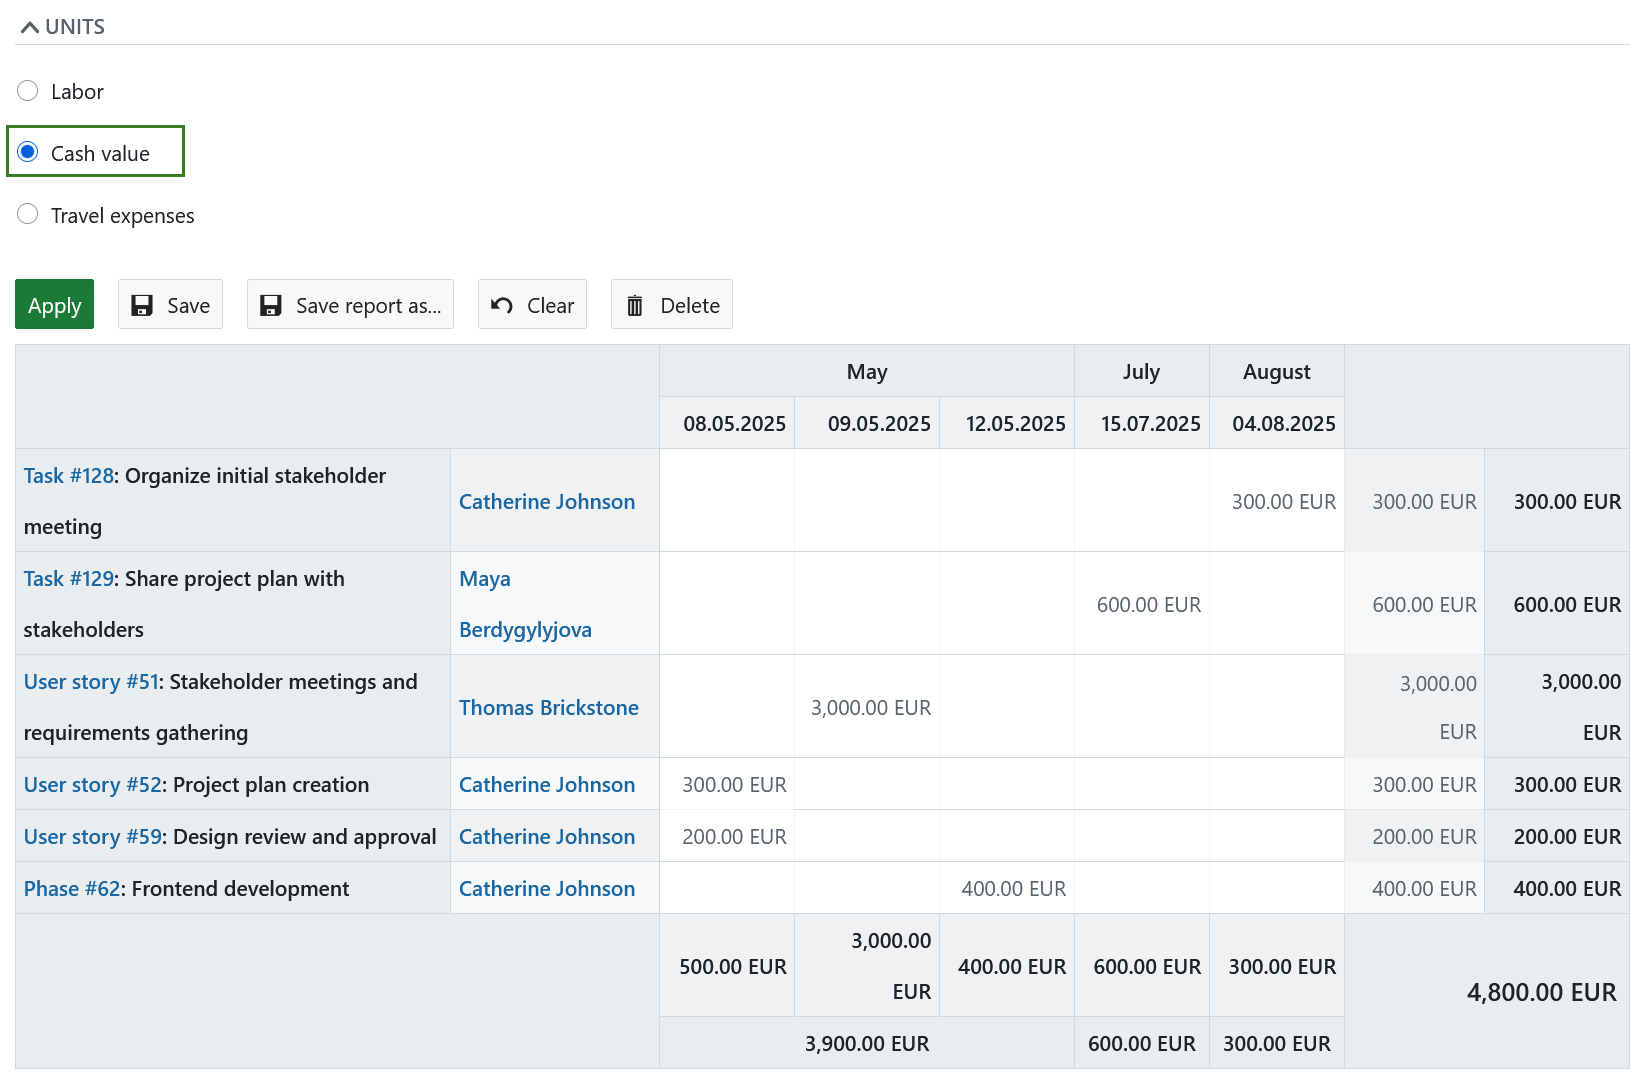 UNITS
Labor
Cash value
Travel expenses
Apply Save Save report as... Clear Delete
May July August
08.05.2025 09.05.2025 12.05.2025 15.07.2025 04.08.2025
Task #128: Organize initial stakeholder
meeting
Catherine Johnson
300.00 EUR 300.00 EUR 300.00 EUR
Task #129: Share project plan with
stakeholders
Maya
Berdygylyjova
600.00 EUR 600.00 EUR 600.00 EUR
User story #51: Stakeholder meetings and
requirements gathering
Thomas Brickstone
3,000.00 EUR
3,000.00
EUR
3,000.00
EUR
User story #52: Project plan creation Catherine Johnson 300.00 EUR 300.00 EUR 300.00 EUR
User story #59: Design review and approval Catherine Johnson 200.00 EUR 200.00 EUR 200.00 EUR
Phase #62: Frontend development Catherine Johnson 400.00 EUR 400.00 EUR 400.00 EUR
500.00 EUR
3,000.00
EUR
400.00 EUR 600.00 EUR 300.00 EUR
4,800.00 EUR
3,900.00 EUR 600.00 EUR 300.00 EUR